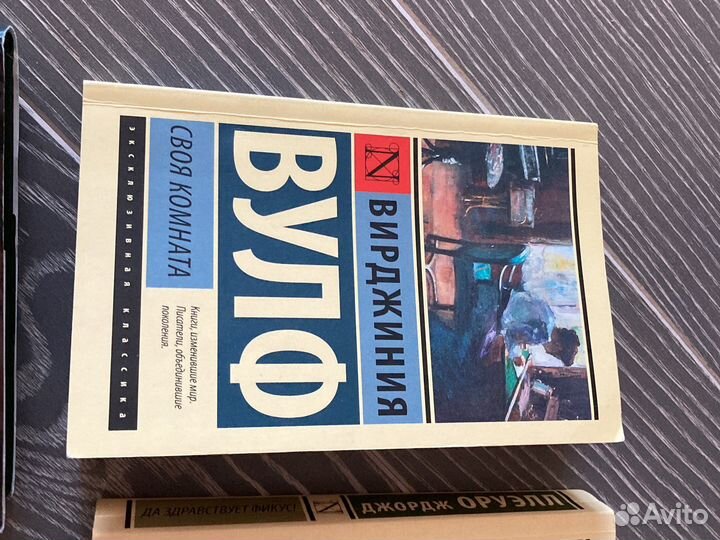 ВИРДЖИНИЯ
ВУЛФ
СВОЯ КОМНАТА
Книги, изменившие мир.
Писатели, объединившие
поколения.
ЭКСКЛЮЗИВНАЯ КЛАССИКА
ДА ЗДРАВСТВУЕТ ФИКУС!
N
ДЖОРДЖ ОРУЭЛЛ
Avito